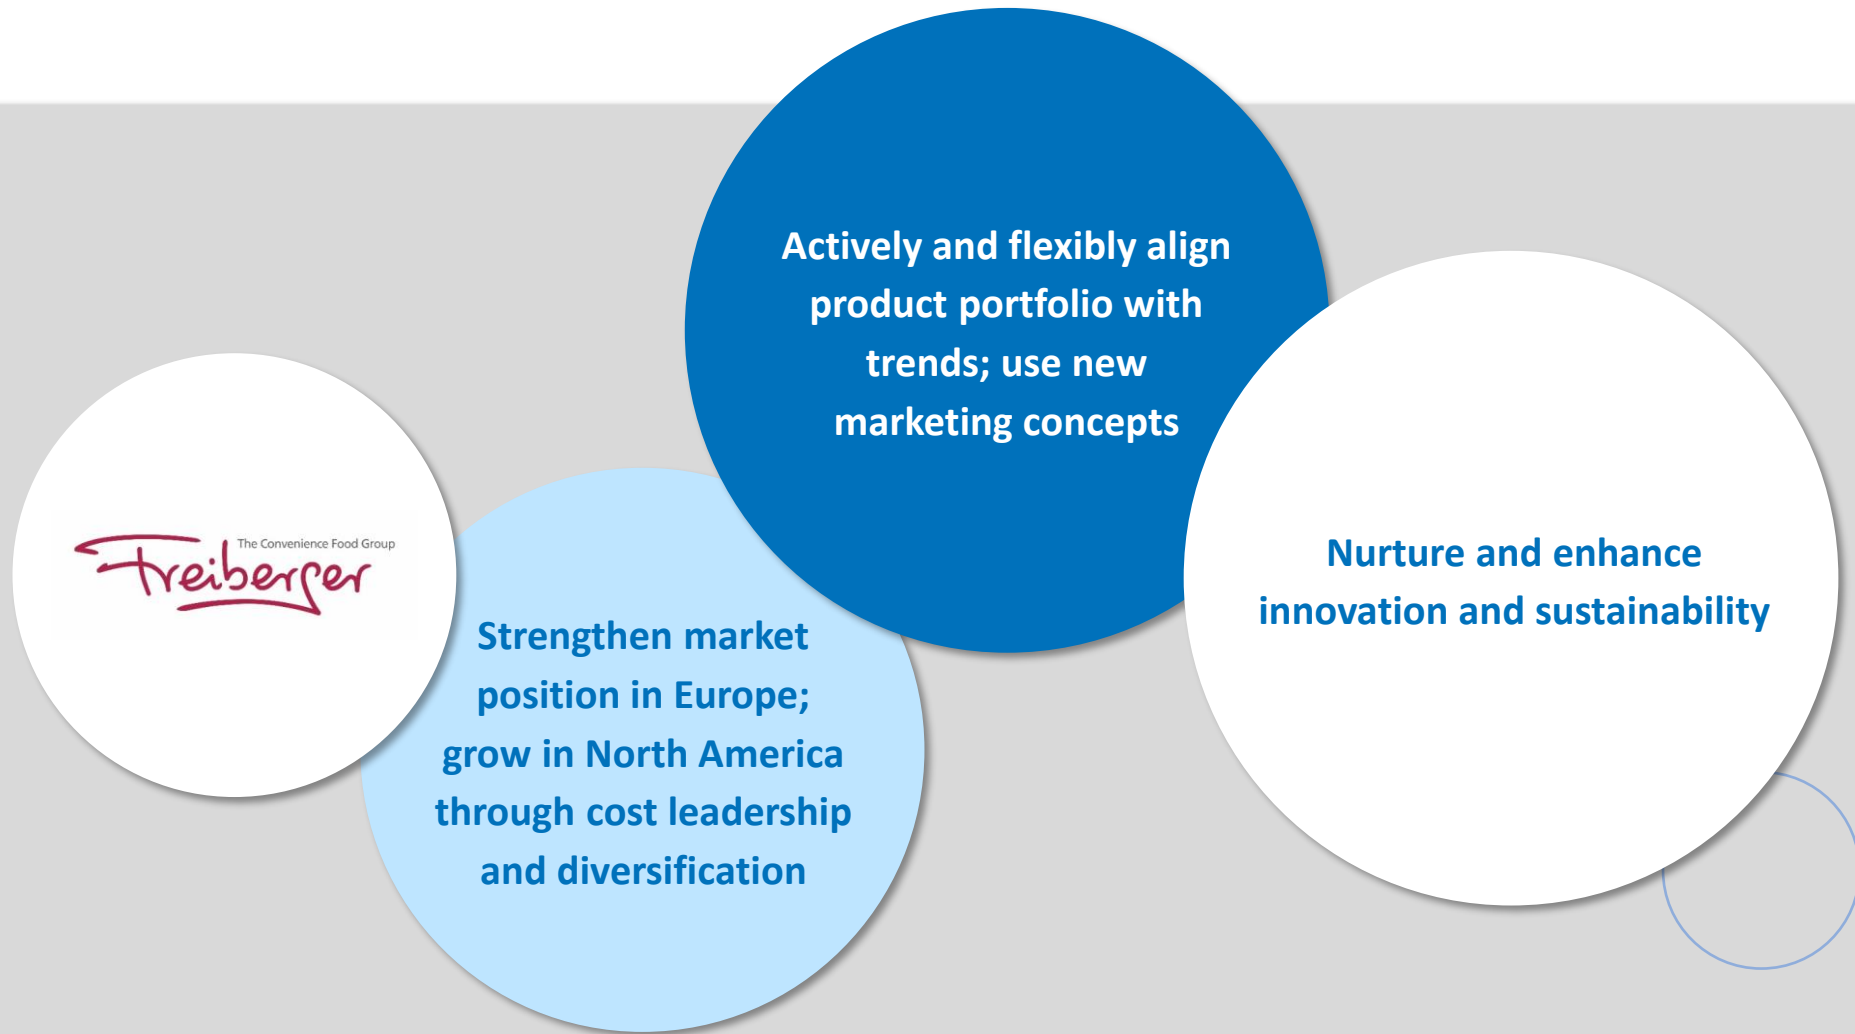 The Convenience Food Group
Freiberger
Strengthen market
position in Europe;
grow in North America
through cost leadership
and diversification
Actively and flexibly align
product portfolio with
trends; use new
marketing concepts
Nurture and enhance
innovation and sustainability